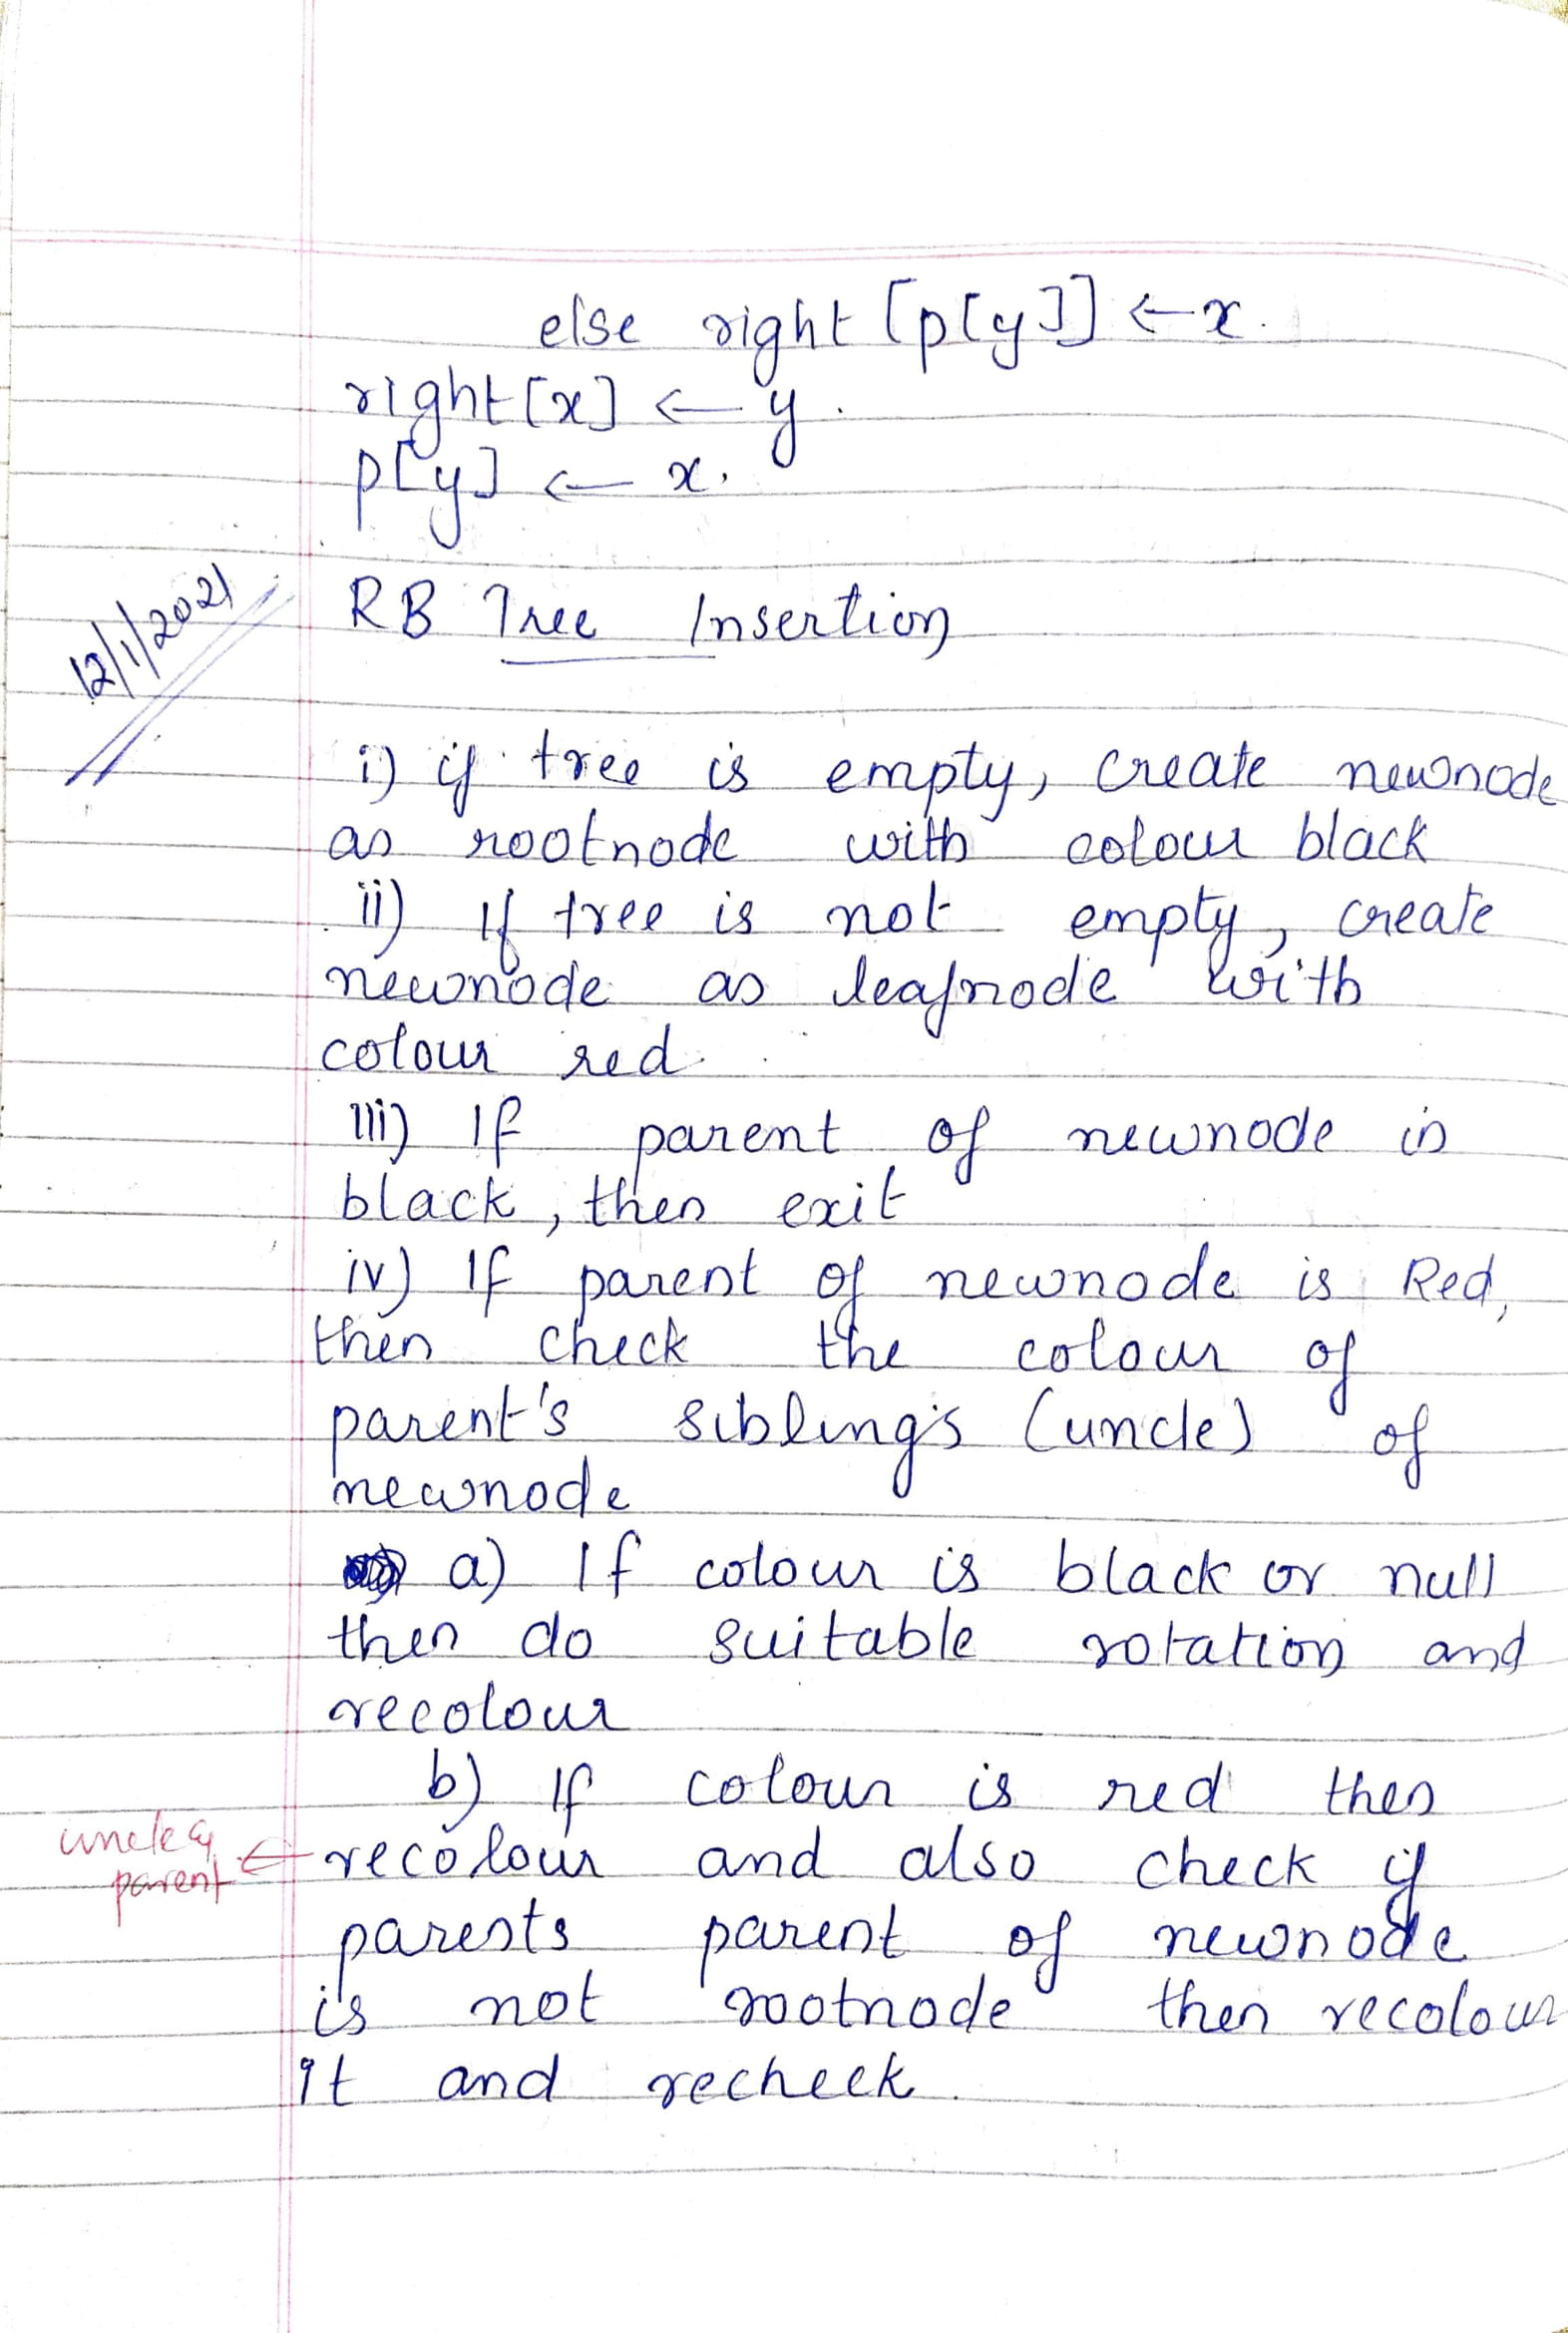 else right [p[y]] ← x.
right[x] ← y.
p[y] ← x.
12/1/2021
RB Tree Insertion
i) if tree is empty, create newnode
as rootnode with colour black
ii) If tree is not empty, create
newnode as leafnode with
colour red
iii) If parent of newnode is
black, then exit
iv) If parent of newnode is Red,
then check the colour of
parent's sibling's (uncle) of
newnode
a) If colour is black or null
then do suitable rotation and
recolour
b) If colour is red then
uncle &
parent ← recolour and also check if
parents parent of newnode
is not rootnode then recolour
it and recheck.